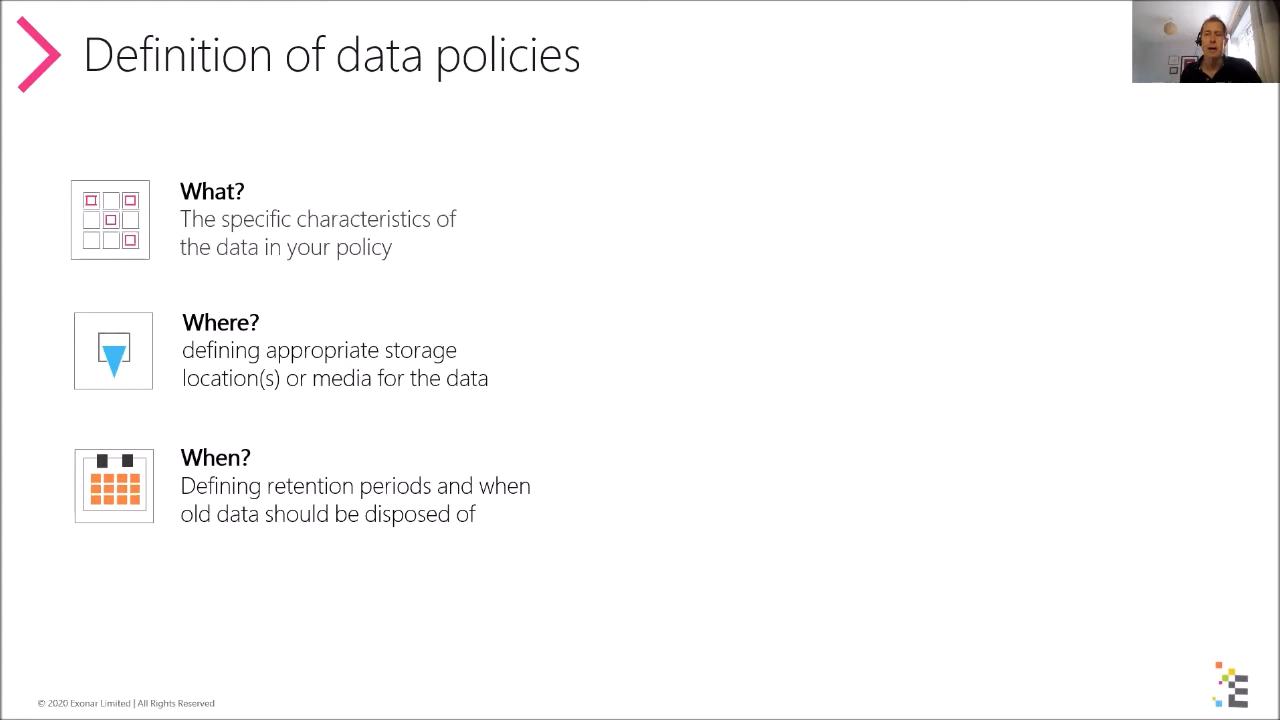 Definition of data policies
What?
The specific characteristics of
the data in your policy
Where?
defining appropriate storage
location(s) or media for the data
When?
Defining retention periods and when
old data should be disposed of
© 2020 Exonar Limited | All Rights Reserved